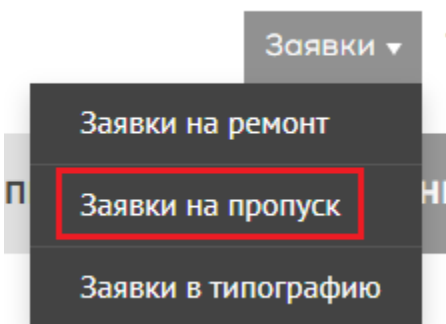 Заявки
Заявки на ремонт
Заявки на пропуск
Заявки в типографию